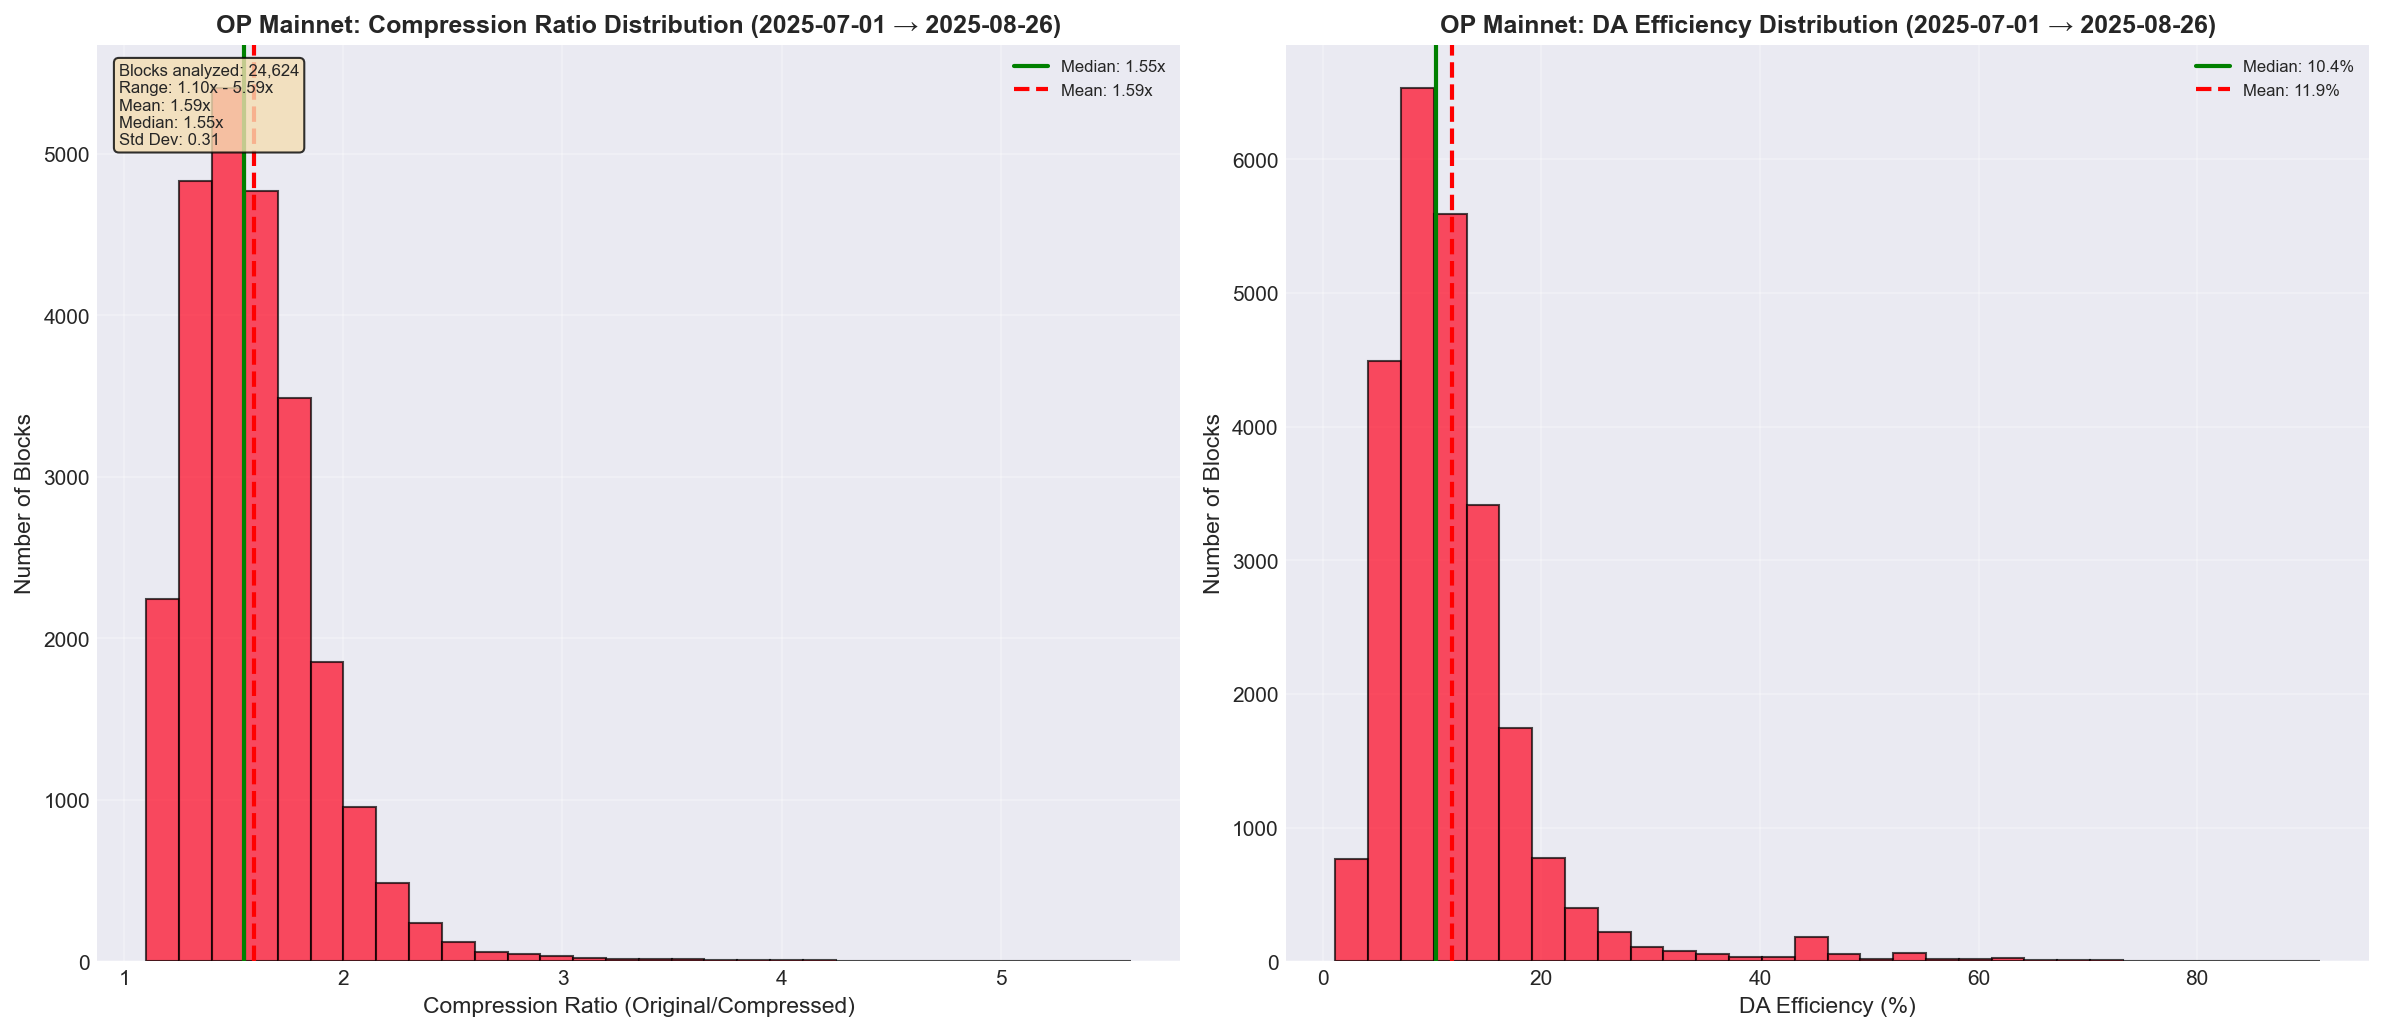 OP Mainnet: Compression Ratio Distribution (2025-07-01 → 2025-08-26)
Blocks analyzed: 24,624
Range: 1.10x - 5.59x
Mean: 1.59x
Median: 1.55x
Std Dev: 0.31
Median: 1.55x
Mean: 1.59x
Number of Blocks
5000
4000
3000
2000
1000
0
1 2 3 4 5
Compression Ratio (Original/Compressed)
OP Mainnet: DA Efficiency Distribution (2025-07-01 → 2025-08-26)
Median: 10.4%
Mean: 11.9%
Number of Blocks
6000
5000
4000
3000
2000
1000
0
0 20 40 60 80
DA Efficiency (%)